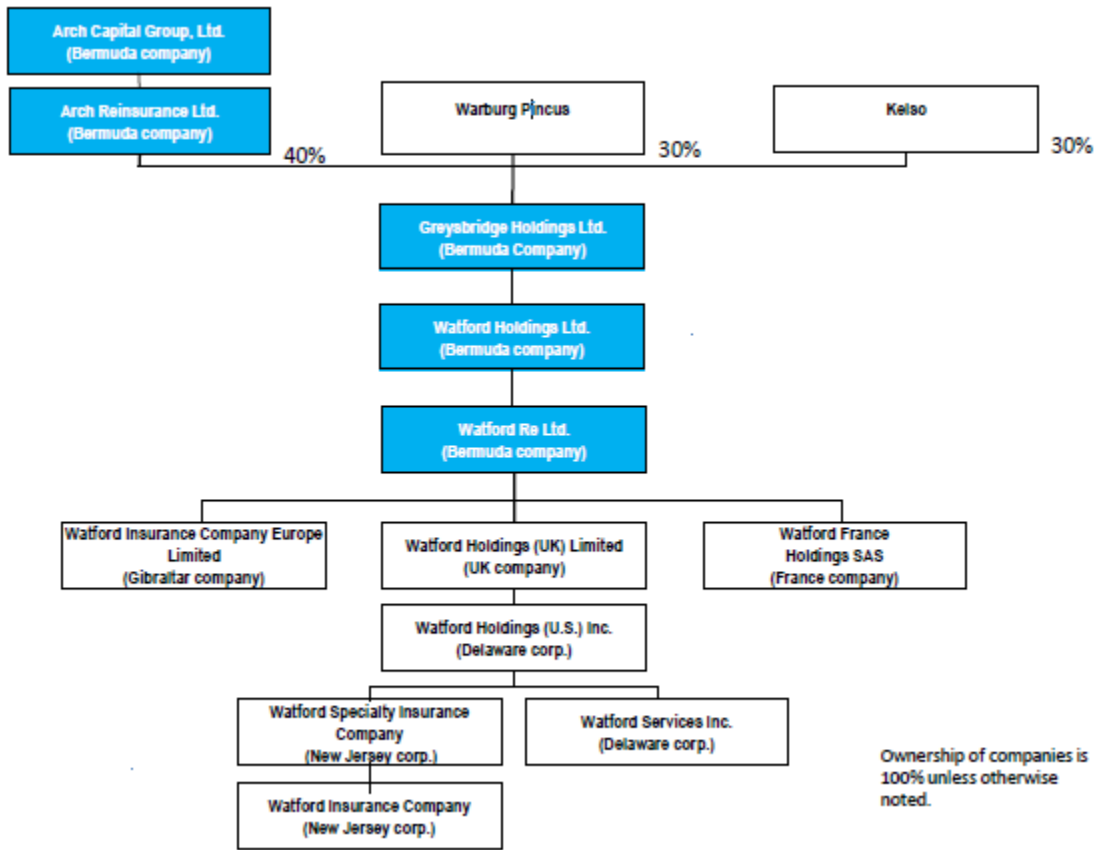 Arch Capital Group, Ltd.
(Bermuda company)
Arch Reinsurance Ltd.
(Bermuda company)
40%
Warburg Pincus
30%
Kelso
30%
Greysbridge Holdings Ltd.
(Bermuda Company)
Watford Holdings Ltd.
(Bermuda company)
Watford Re Ltd.
(Bermuda company)
Watford Insurance Company Europe
Limited
(Gibraltar company)
Watford Holdings (UK) Limited
(UK company)
Watford France
Holdings SAS
(France company)
Watford Holdings (U.S.) Inc.
(Delaware corp.)
Watford Specialty Insurance
Company
(New Jersey corp.)
Watford Services Inc.
(Delaware corp.)
Watford Insurance Company
(New Jersey corp.)
Ownership of companies is
100% unless otherwise
noted.